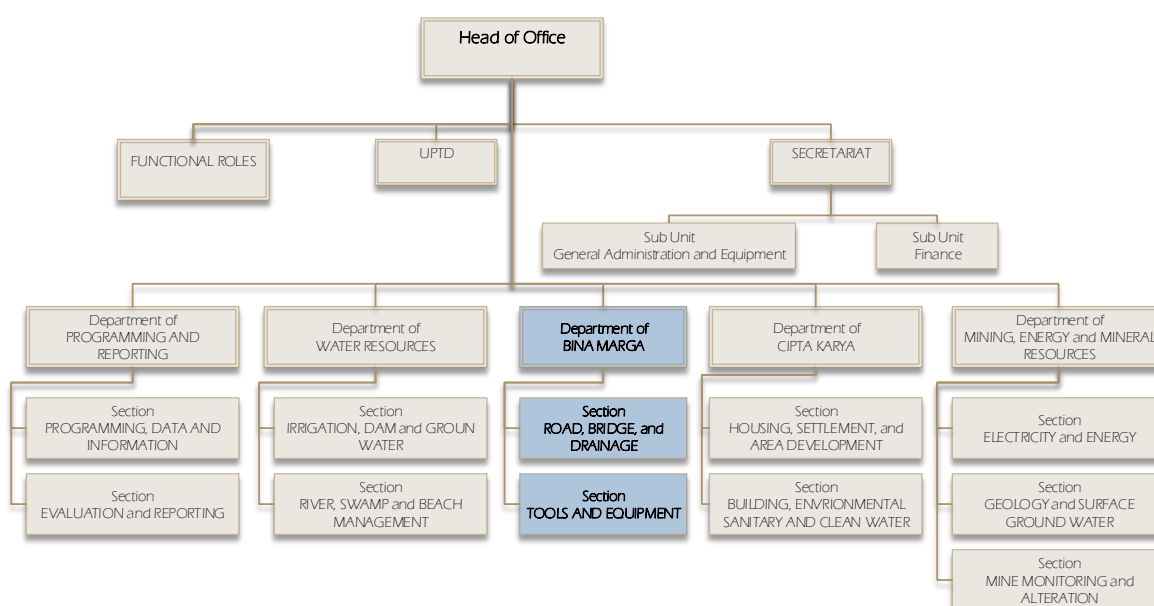 Head of Office
FUNCTIONAL ROLES
UPTD
SECRETARIAT
Sub Unit
General Administration and Equipment
Sub Unit
Finance
Department of
PROGRAMMING AND
REPORTING
Department of
WATER RESOURCES
Department of
BINA MARGA
Department of
CIPTA KARYA
Department of
MINING, ENERGY and MINERAL
RESOURCES
Section
PROGRAMMING, DATA AND
INFORMATION
Section
IRRIGATION, DAM and GROUN
WATER
Section
ROAD, BRIDGE, and
DRAINAGE
Section
HOUSING, SETTLEMENT, and
AREA DEVELOPMENT
Section
ELECTRICITY and ENERGY
Section
EVALUATION and REPORTING
Section
RIVER, SWAMP and BEACH
MANAGEMENT
Section
TOOLS AND EQUIPMENT
Section
BUILDING, ENVRIONMENTAL
SANITARY AND CLEAN WATER
Section
GEOLOGY and SURFACE
GROUND WATER
Section
MINE MONITORING and
ALTERATION